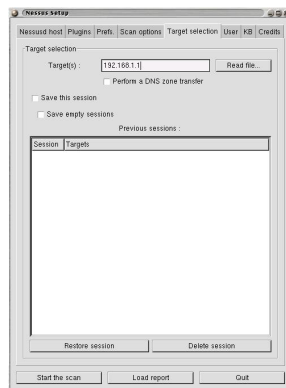 Nessus Setup
Nessusd host Plugins Prefs. Scan options Target selection User KB Credits
Target selection
Target(s) : 192.168.1.1 Read file...
Perform a DNS zone transfer
Save this session
Save empty sessions
Previous sessions :
Session Targets
Restore session Delete session
Start the scan Load report Quit